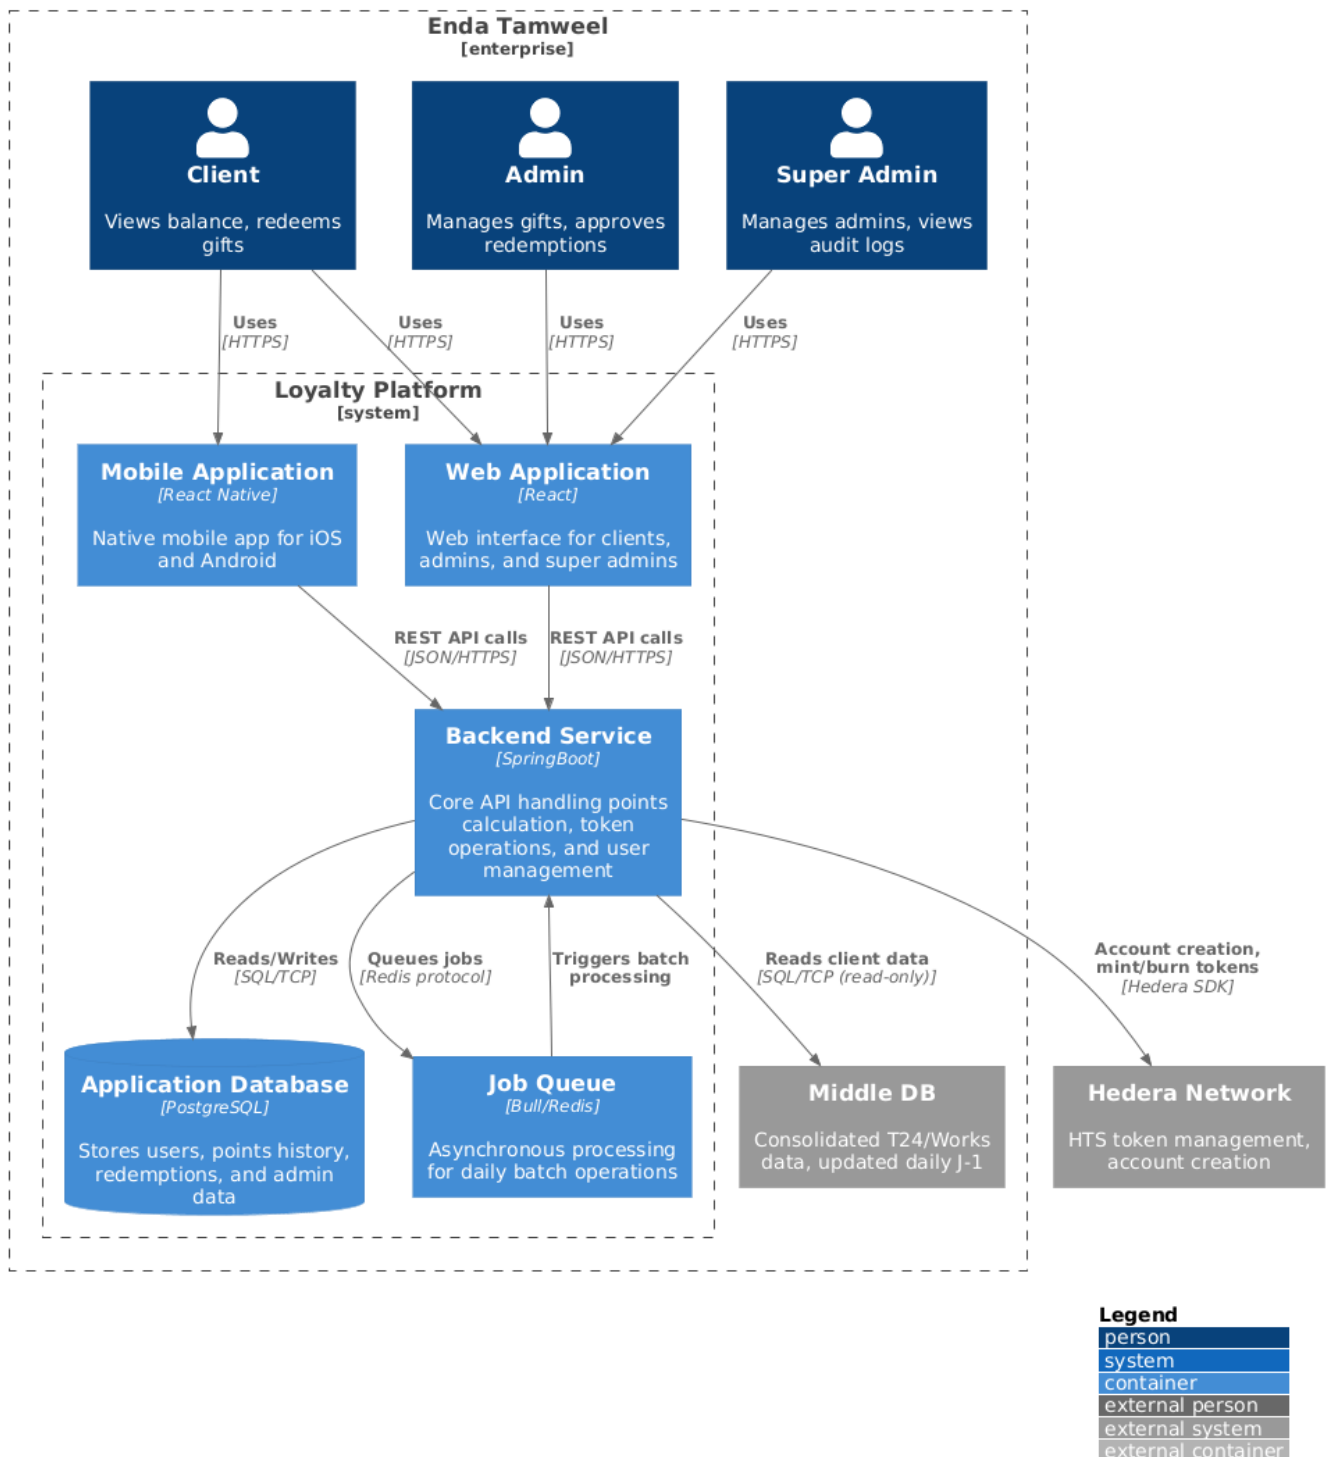 Enda Tamweel
[enterprise]
Client
Views balance, redeems
gifts
Admin
Manages gifts, approves
redemptions
Super Admin
Manages admins, views
audit logs
Uses
[HTTPS]
Uses
[HTTPS]
Uses
[HTTPS]
Uses
[HTTPS]
Loyalty Platform
[system]
Mobile Application
[React Native]
Native mobile app for iOS
and Android
Web Application
[React]
Web interface for clients,
admins, and super admins
REST API calls
[JSON/HTTPS]
REST API calls
[JSON/HTTPS]
Backend Service
[SpringBoot]
Core API handling points
calculation, token
operations, and user
management
Reads/Writes
[SQL/TCP]
Queues jobs
[Redis protocol]
Triggers batch
processing
Reads client data
[SQL/TCP (read-only)]
Account creation,
mint/burn tokens
[Hedera SDK]
Application Database
[PostgreSQL]
Stores users, points history,
redemptions, and admin
data
Job Queue
[Bull/Redis]
Asynchronous processing
for daily batch operations
Middle DB
Consolidated T24/Works
data, updated daily J-1
Hedera Network
HTS token management,
account creation
Legend
person
system
container
external person
external system
external container